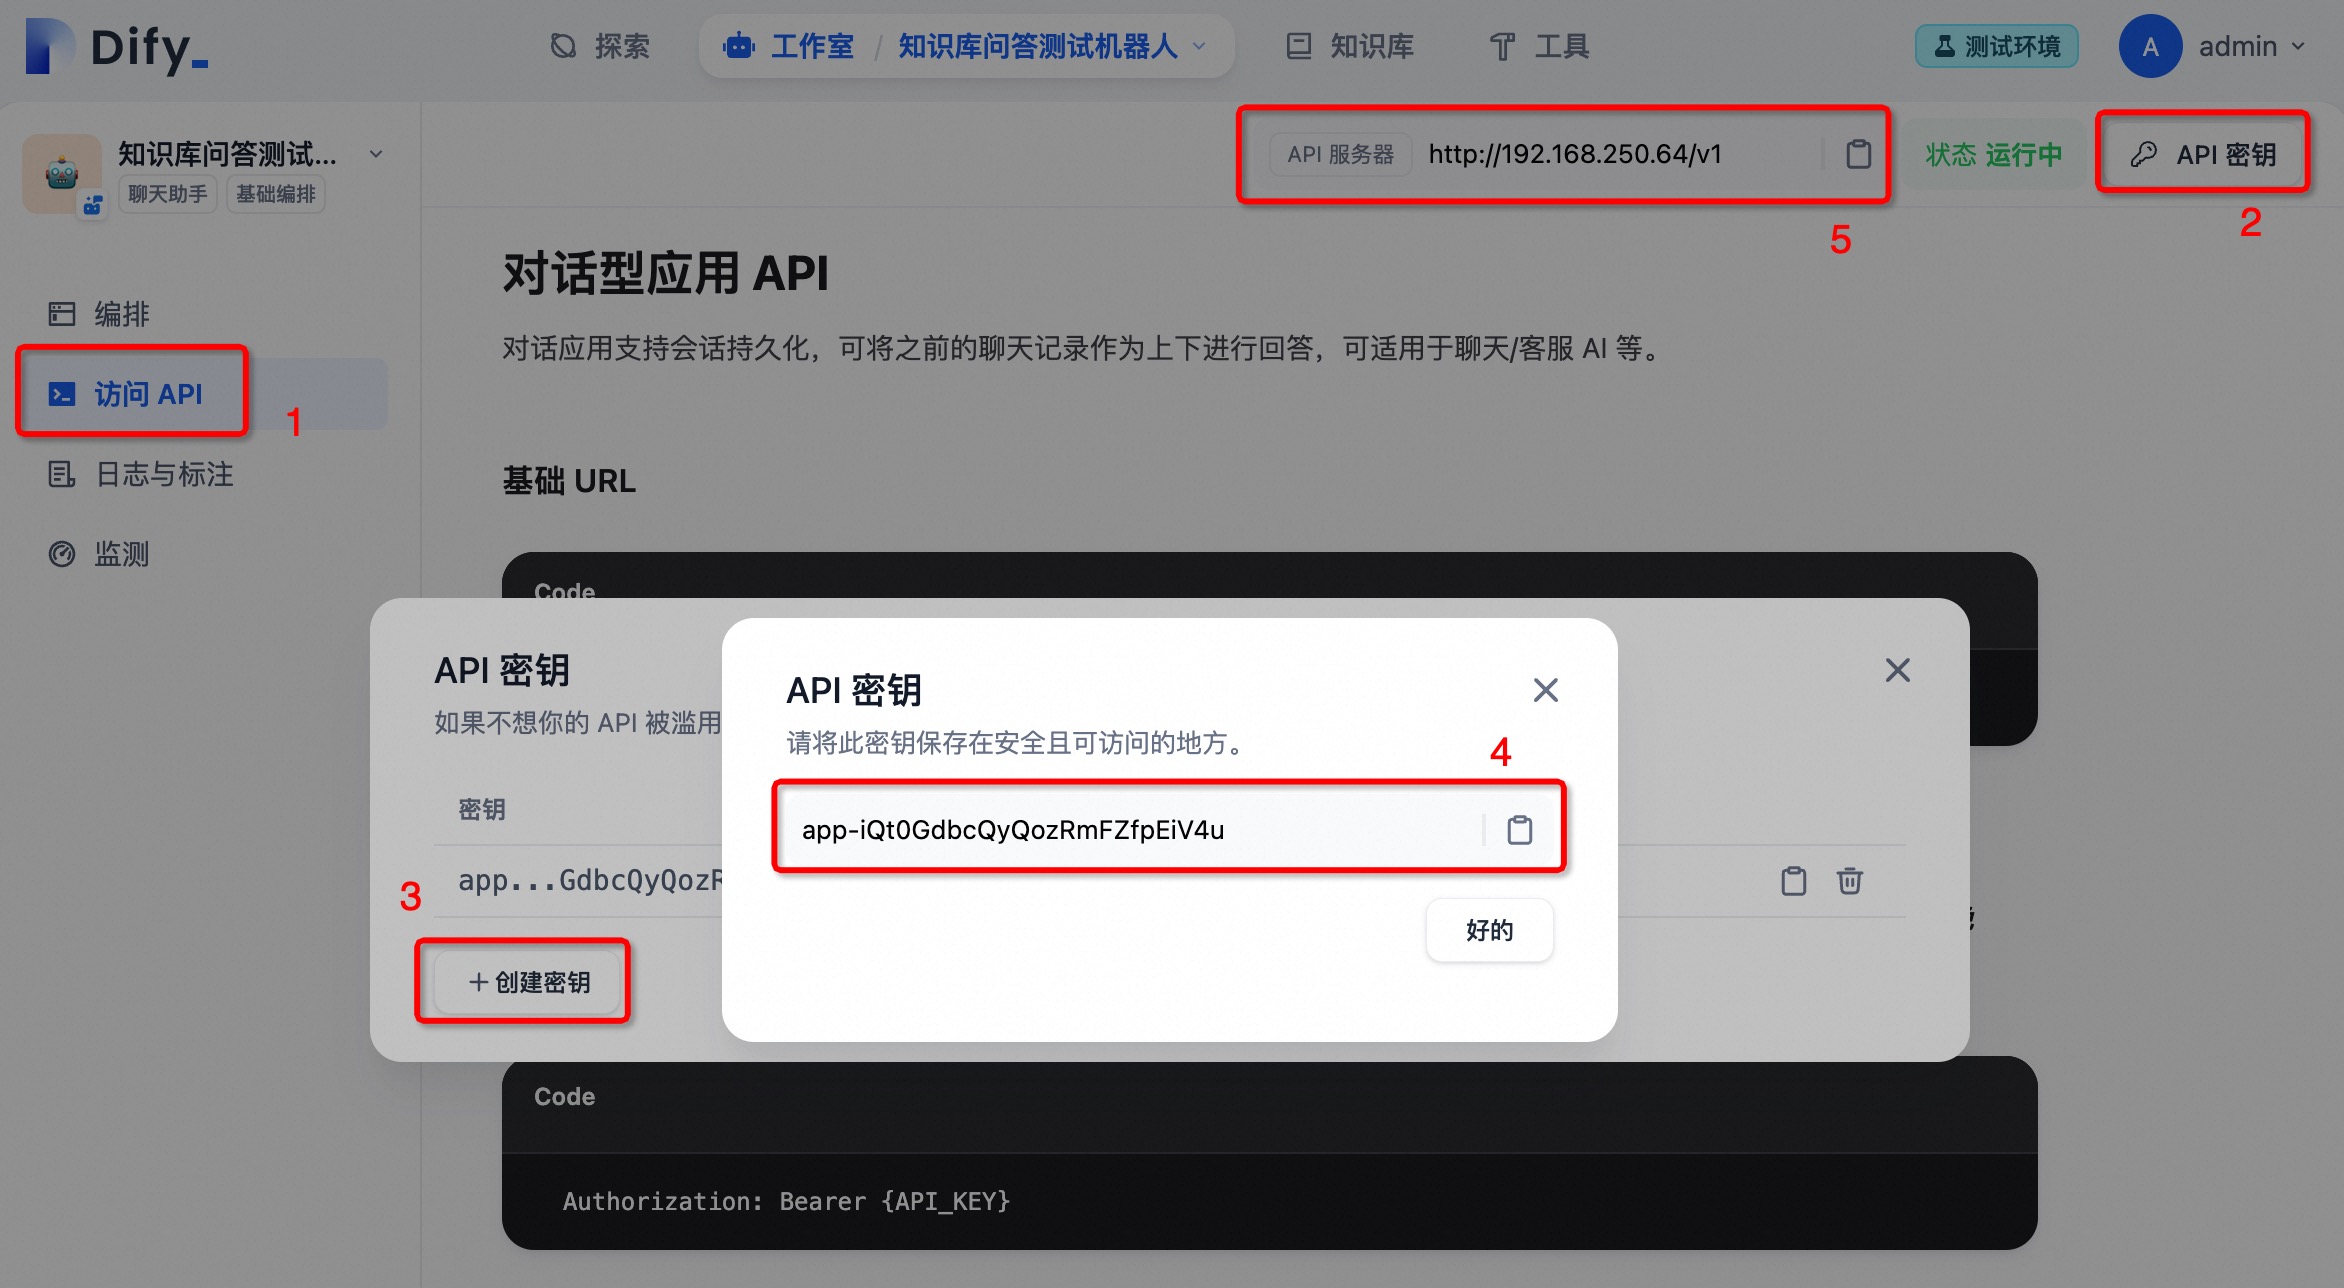 Dify_
探索
工作室 / 知识库问答测试机器人
知识库
工具
测试环境
A
admin
知识库问答测试...
聊天助手
基础编排
API 服务器
http://192.168.250.64/v1
状态 运行中
API 密钥
5
2
编排
访问 API
1
日志与标注
监测
对话型应用 API
对话应用支持会话持久化，可将之前的聊天记录作为上下进行回答，可适用于聊天/客服 AI 等。
基础 URL
Code
API 密钥
如果不想你的 API 被滥用
密钥
app...GdbcQyQozR
3
+ 创建密钥
API 密钥
请将此密钥保存在安全且可访问的地方。
4
app-iQt0GdbcQyQozRmFZfpEiV4u
好的
Code
Authorization: Bearer {API_KEY}